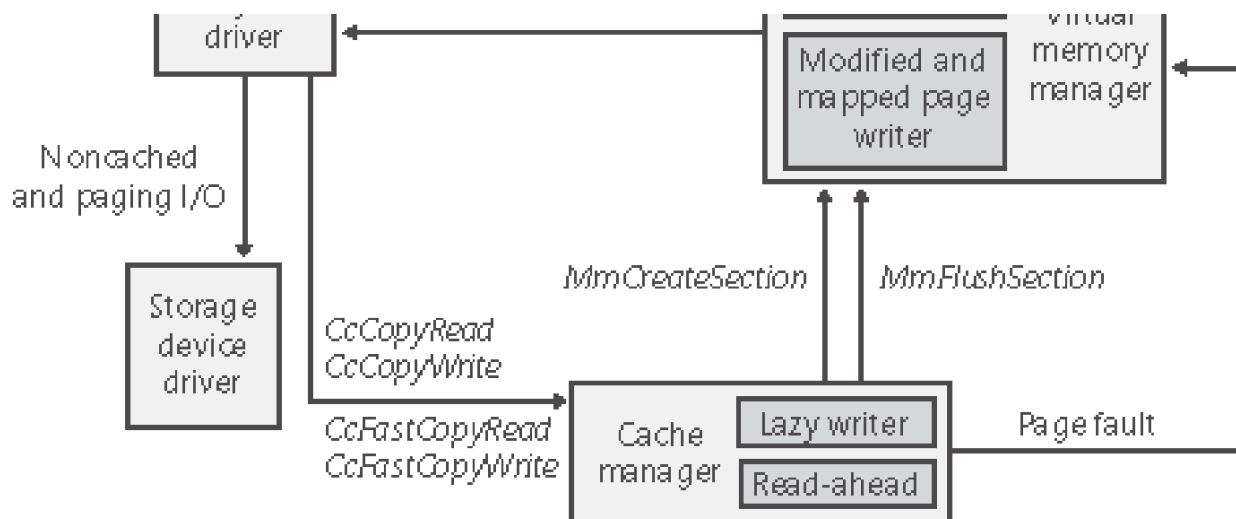 driver
Virtual
memory
manager
Modified and
mapped page
writer
Noncached
and paging I/O
MmCreateSection
MmFlushSection
Storage
device
driver
CcCopyRead
CcCopyWrite
CcFastCopyRead
CcFastCopyWrite
Cache
manager
Lazy writer
Read-ahead
Page fault